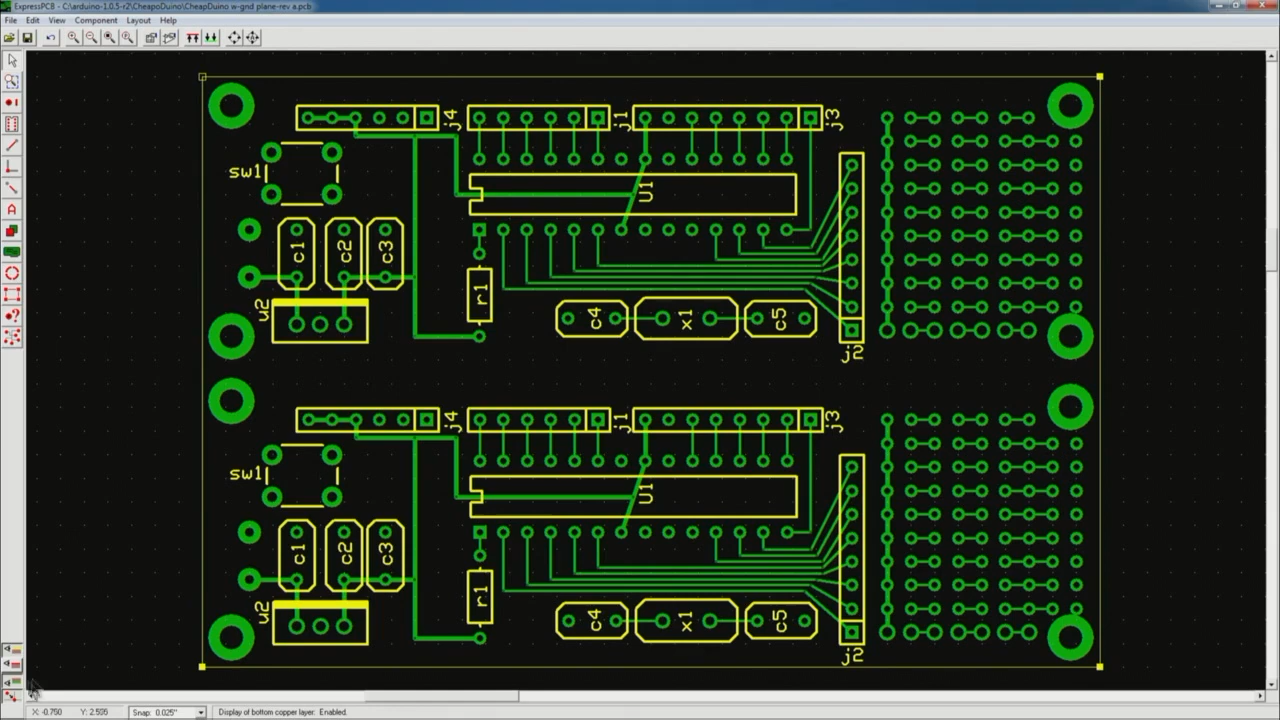 ExpressPCB - C:\arduino-1.0.5-r2\CheapoDuino\CheapDuino w-gnd plane-rev a.pcb
File Edit View Component Layout Help
j4 j1 j3
sw1
U1
c1 c2 c3
r1
u2
c4 x1 c5
j2
j4 j1 j3
sw1
U1
c1 c2 c3
r1
u2
c4 x1 c5
j2
X: -0.750 Y: 2.595 Snap: 0.025" Display of bottom copper layer: Enabled.